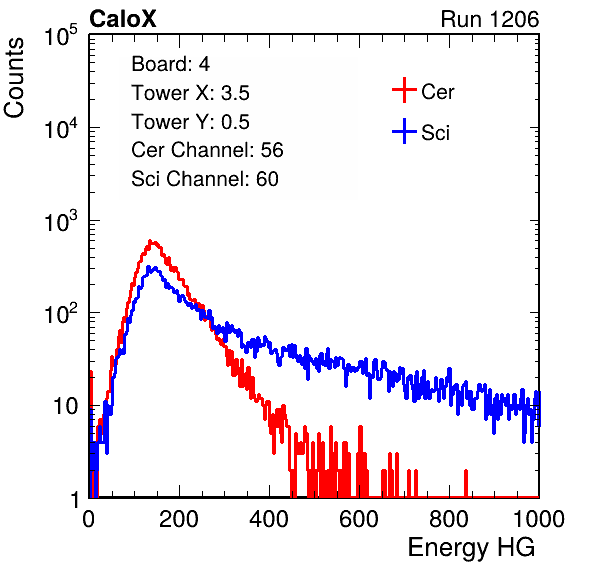 CaloX Run 1206
Counts
10^5
10^4
10^3
10^2
10
1
Board: 4
Tower X: 3.5
Tower Y: 0.5
Cer Channel: 56
Sci Channel: 60
Cer
Sci
0 200 400 600 800 1000
Energy HG